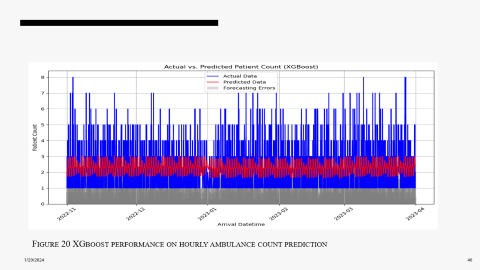 Actual vs. Predicted Patient Count (XGBoost)
Actual Data
Predicted Data
Forecasting Errors
Patient Count
8
7
6
5
4
3
2
1
0
2022-11
2022-12
2023-01
2023-02
2023-03
2023-04
Arrival Datetime
FIGURE 20 XGBOOST PERFORMANCE ON HOURLY AMBULANCE COUNT PREDICTION
1/29/2024
46